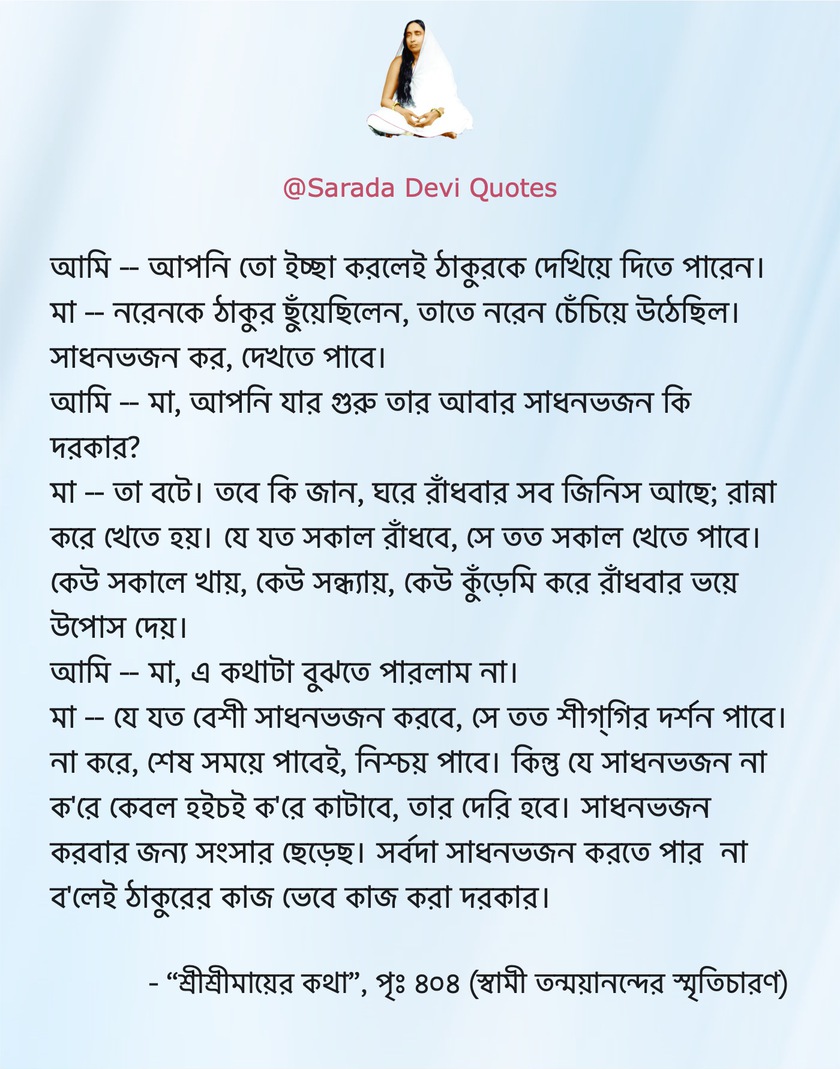 @Sarada Devi Quotes
আমি -- আপনি তো ইচ্ছা করলেই ঠাকুরকে দেখিয়ে দিতে পারেন।
মা -- নরেনকে ঠাকুর ছুঁয়েছিলেন, তাতে নরেন চেঁচিয়ে উঠেছিল।
সাধনভজন কর, দেখতে পাবে।
আমি -- মা, আপনি যার গুরু তার আবার সাধনভজন কি
দরকার?
মা -- তা বটে। তবে কি জান, ঘরে রাঁধবার সব জিনিস আছে; রান্না
করে খেতে হয়। যে যত সকাল রাঁধবে, সে তত সকাল খেতে পাবে।
কেউ সকালে খায়, কেউ সন্ধ্যায়, কেউ কুঁড়েমি করে রাঁধবার ভয়ে
উপোস দেয়।
আমি -- মা, এ কথাটা বুঝতে পারলাম না।
মা -- যে যত বেশী সাধনভজন করবে, সে তত শীগ্‌গির দর্শন পাবে।
না করে, শেষ সময়ে পাবেই, নিশ্চয় পাবে। কিন্তু যে সাধনভজন না
ক'রে কেবল হইচই ক'রে কাটাবে, তার দেরি হবে। সাধনভজন
করবার জন্য সংসার ছেড়েছ। সর্বদা সাধনভজন করতে পার না
ব'লেই ঠাকুরের কাজ ভেবে কাজ করা দরকার।
- “শ্রীশ্রীমায়ের কথা”, পৃঃ ৪০৪ (স্বামী তন্ময়ানন্দের স্মৃতিচারণ)